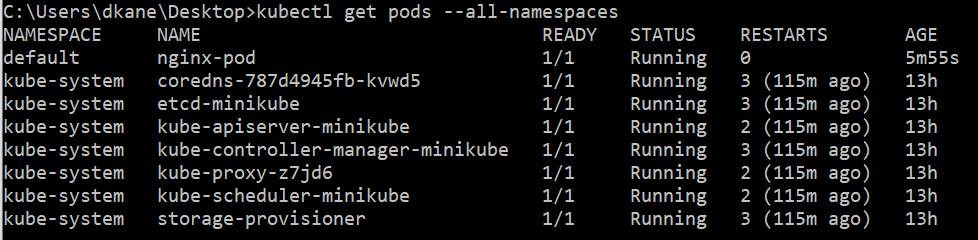 C:\Users\dkane\Desktop>kubectl get pods --all-namespaces
NAMESPACE NAME READY STATUS RESTARTS AGE
default nginx-pod 1/1 Running 0 5m55s
kube-system coredns-787d4945fb-kvwd5 1/1 Running 3 (115m ago) 13h
kube-system etcd-minikube 1/1 Running 3 (115m ago) 13h
kube-system kube-apiserver-minikube 1/1 Running 2 (115m ago) 13h
kube-system kube-controller-manager-minikube 1/1 Running 3 (115m ago) 13h
kube-system kube-proxy-z7jd6 1/1 Running 2 (115m ago) 13h
kube-system kube-scheduler-minikube 1/1 Running 2 (115m ago) 13h
kube-system storage-provisioner 1/1 Running 3 (115m ago) 13h